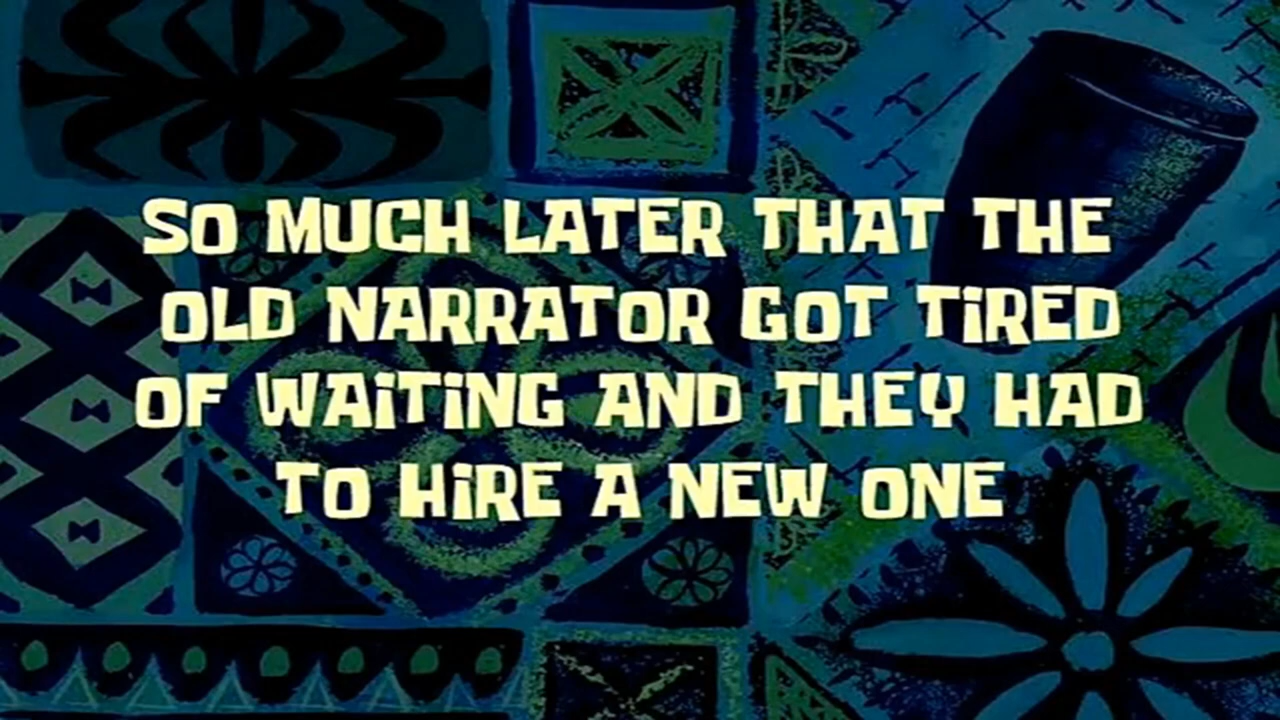 SO MUCH LATER THAT THE
OLD NARRATOR GOT TiRED
OF WAiTiNG AND THEY HAD
TO HiRE A NEW ONE